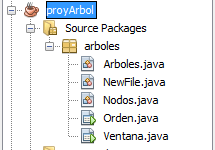 proyArbol
Source Packages
arboles
Arboles.java
NewFile.java
Nodos.java
Orden.java
Ventana.java